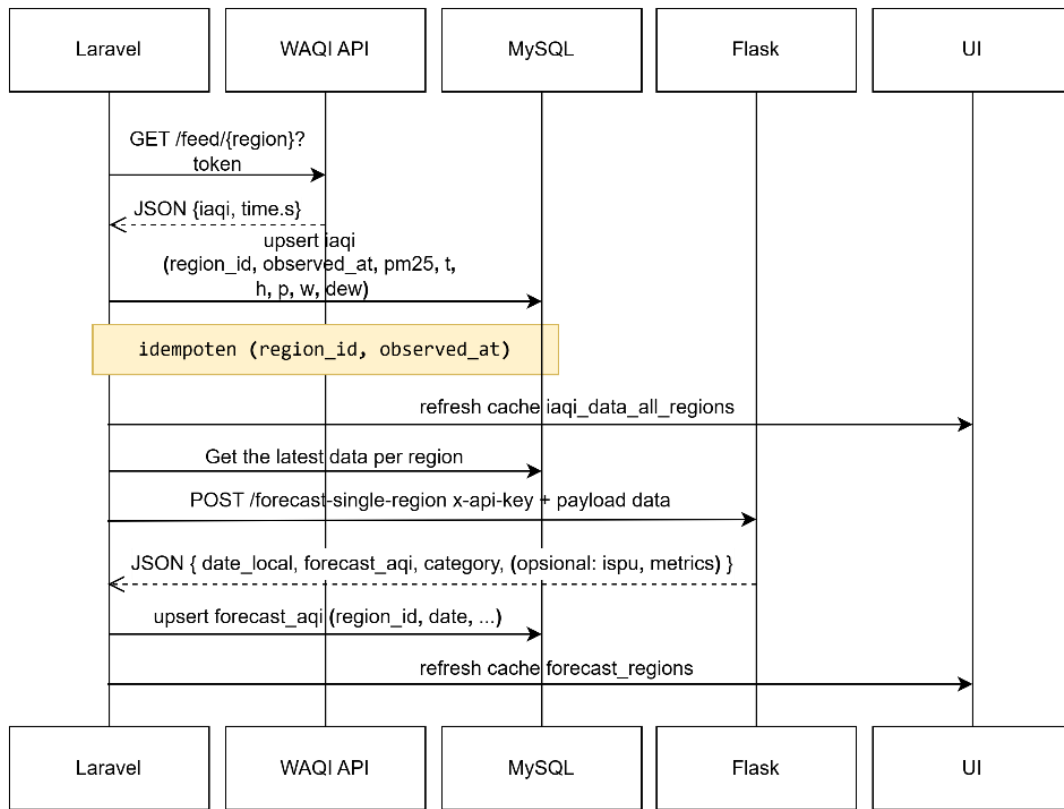 Laravel
WAQI API
MySQL
Flask
UI
GET /feed/{region}?
token
JSON {iaqi, time.s}
upsert iaqi
(region_id, observed_at, pm25, t,
h, p, w, dew)
idempoten (region_id, observed_at)
refresh cache iaqi_data_all_regions
Get the latest data per region
POST /forecast-single-region x-api-key + payload data
JSON { date_local, forecast_aqi, category, (opsional: ispu, metrics) }
upsert forecast_aqi (region_id, date, ...)
refresh cache forecast_regions
Laravel
WAQI API
MySQL
Flask
UI